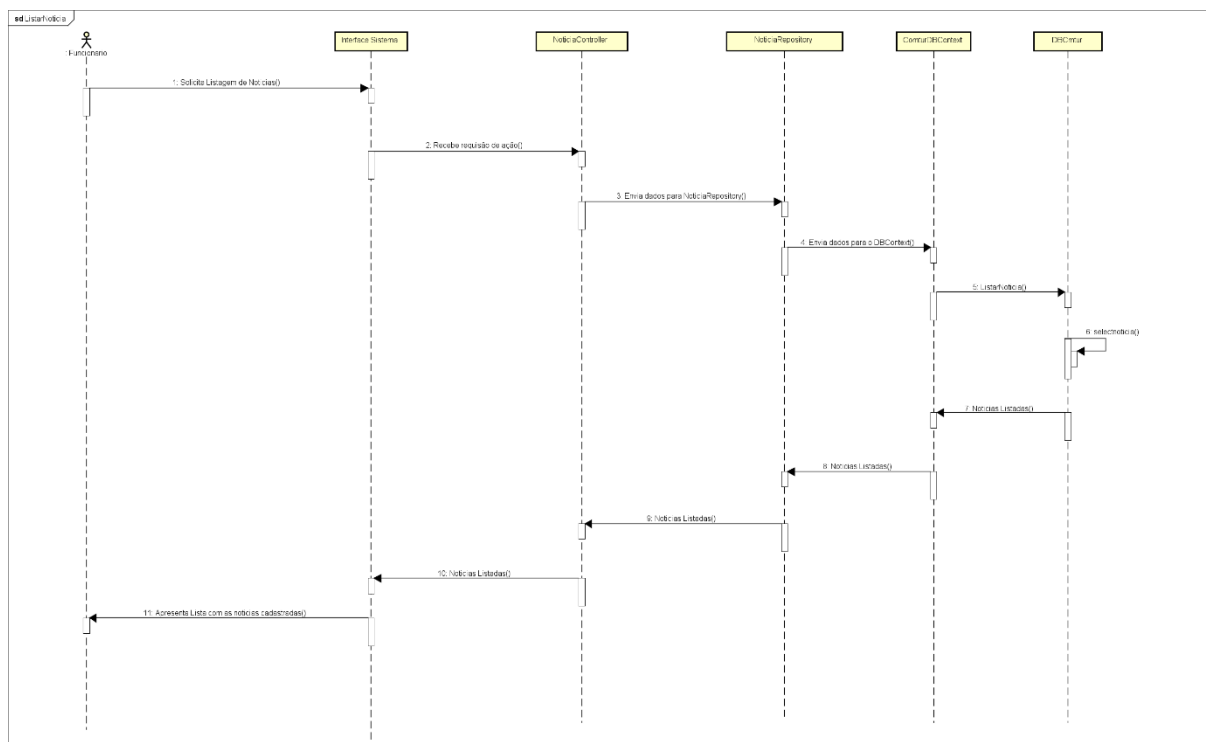 sd ListarNoticia
: Funcionario
Interface Sistema
NoticiaController
NoticiaRepository
ComturDBContext
1: Solicita Listagem de Noticias()
2: Recebe requisão de ação()
3: Envia dados para NoticiaRepository()
4: Envia dados para o DBContext()
5: ListarNoticia()
6: selectnoticia()
7: Noticias Listadas()
8: Noticias Listadas()
9: Noticias Listadas()
10: Noticias Listadas()
11: Apresenta Lista com as noticias cadastradas()